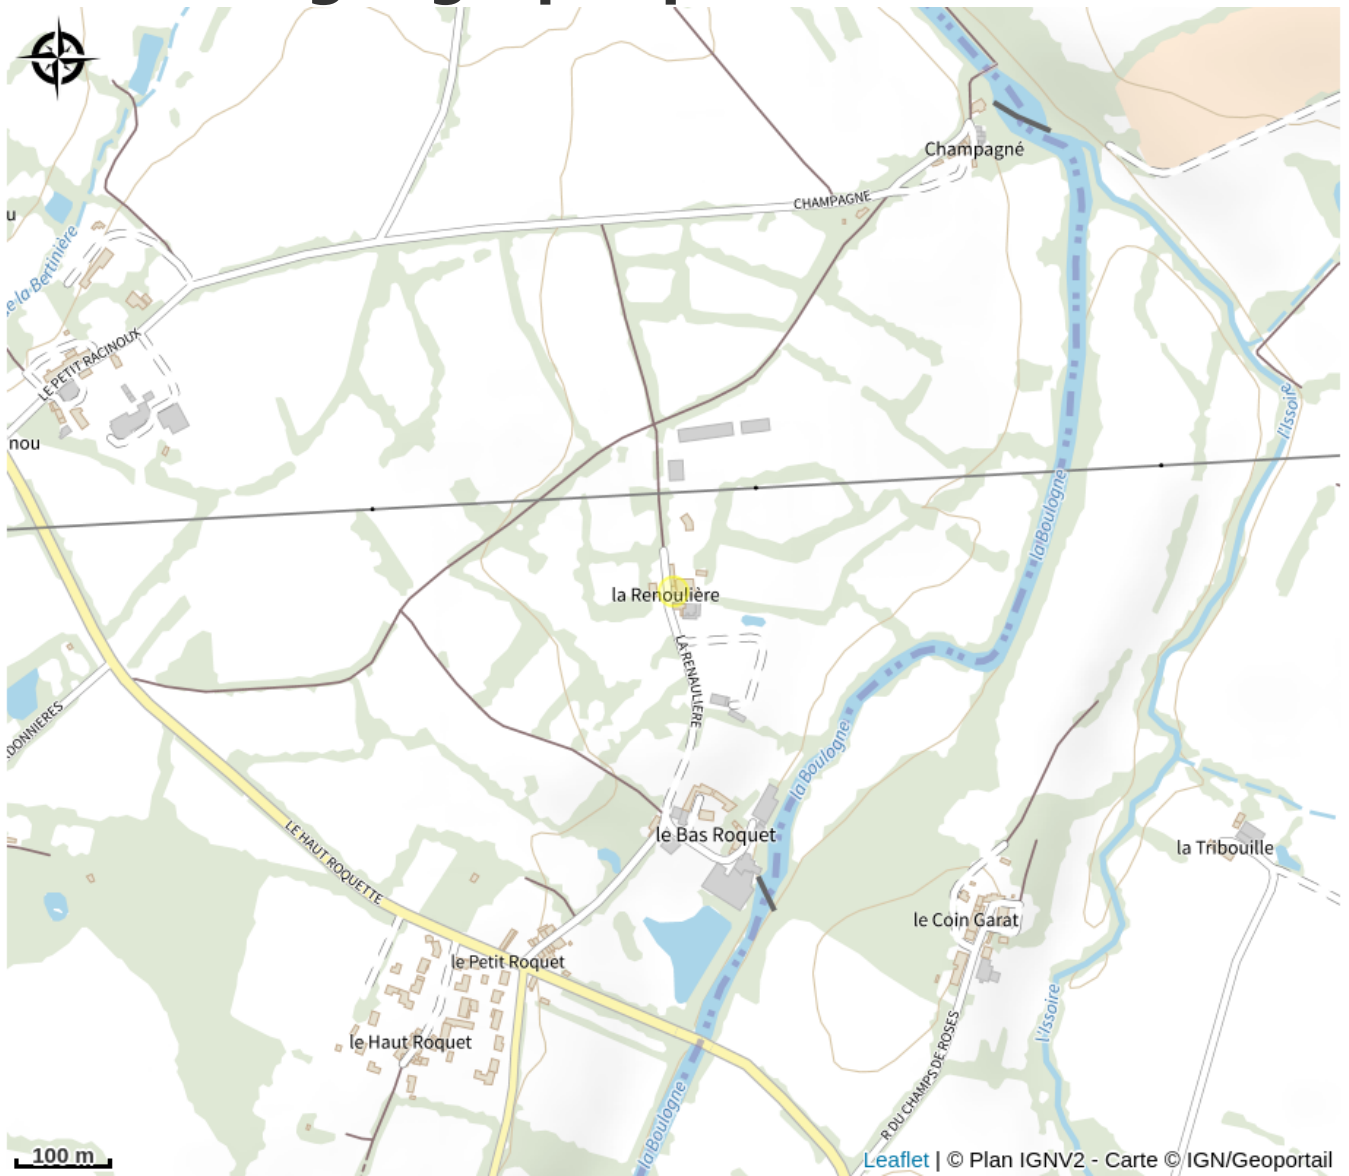 Champagné
CHAMPAGNE
u
e la Bertinière
LE PETIT RACINOUX
nou
l'Issoire
la Boulogne
la Renoulière
LA RENAULIERE
RDONNIERES
la Boulogne
le Bas Roquet
la Tribouille
LE HAUT ROQUETTE
le Coin Garat
le Petit Roquet
l'Issoire
le Haut Roquet
R DU CHAMPS DE ROSES
la Boulogne
100 m
Leaflet | © Plan IGNV2 - Carte © IGN/Geoportail